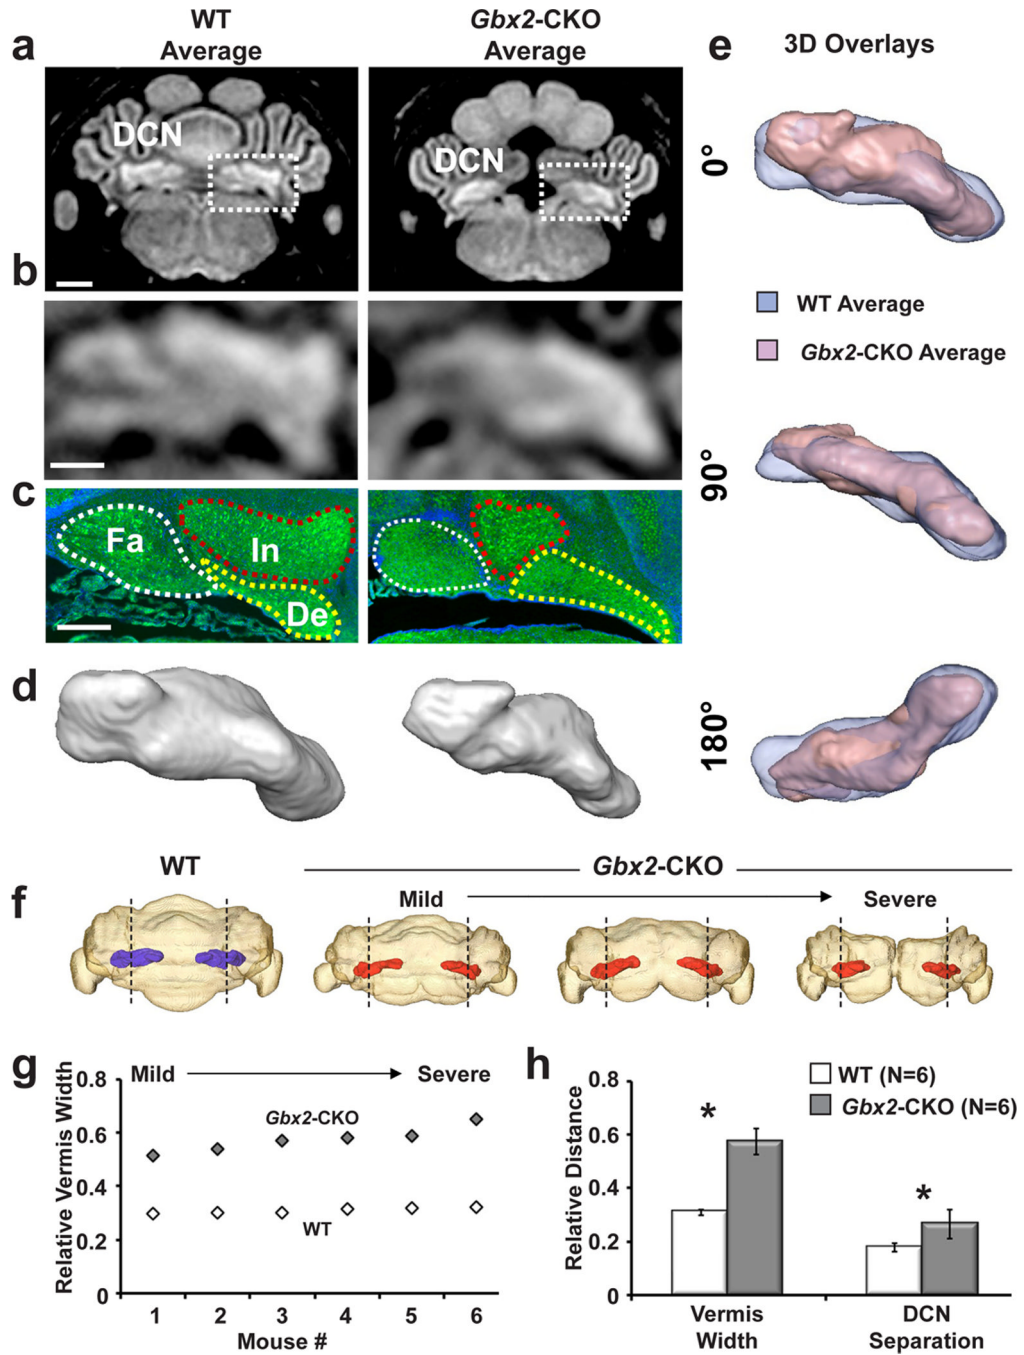 WT
Average
Gbx2-CKO
Average
a
DCN
DCN
b
c
Fa
In
De
d
e
3D Overlays
0°
WT Average
Gbx2-CKO Average
90°
180°
WT
Gbx2-CKO
f
Mild
Severe
g
Relative Vermis Width
0.8
0.6
0.4
0.2
0
Mild
Severe
Gbx2-CKO
WT
1 2 3 4 5 6
Mouse #
h
Relative Distance
0.8
0.6
0.4
0.2
0
WT (N=6)
Gbx2-CKO (N=6)
*
*
Vermis
Width
DCN
Separation